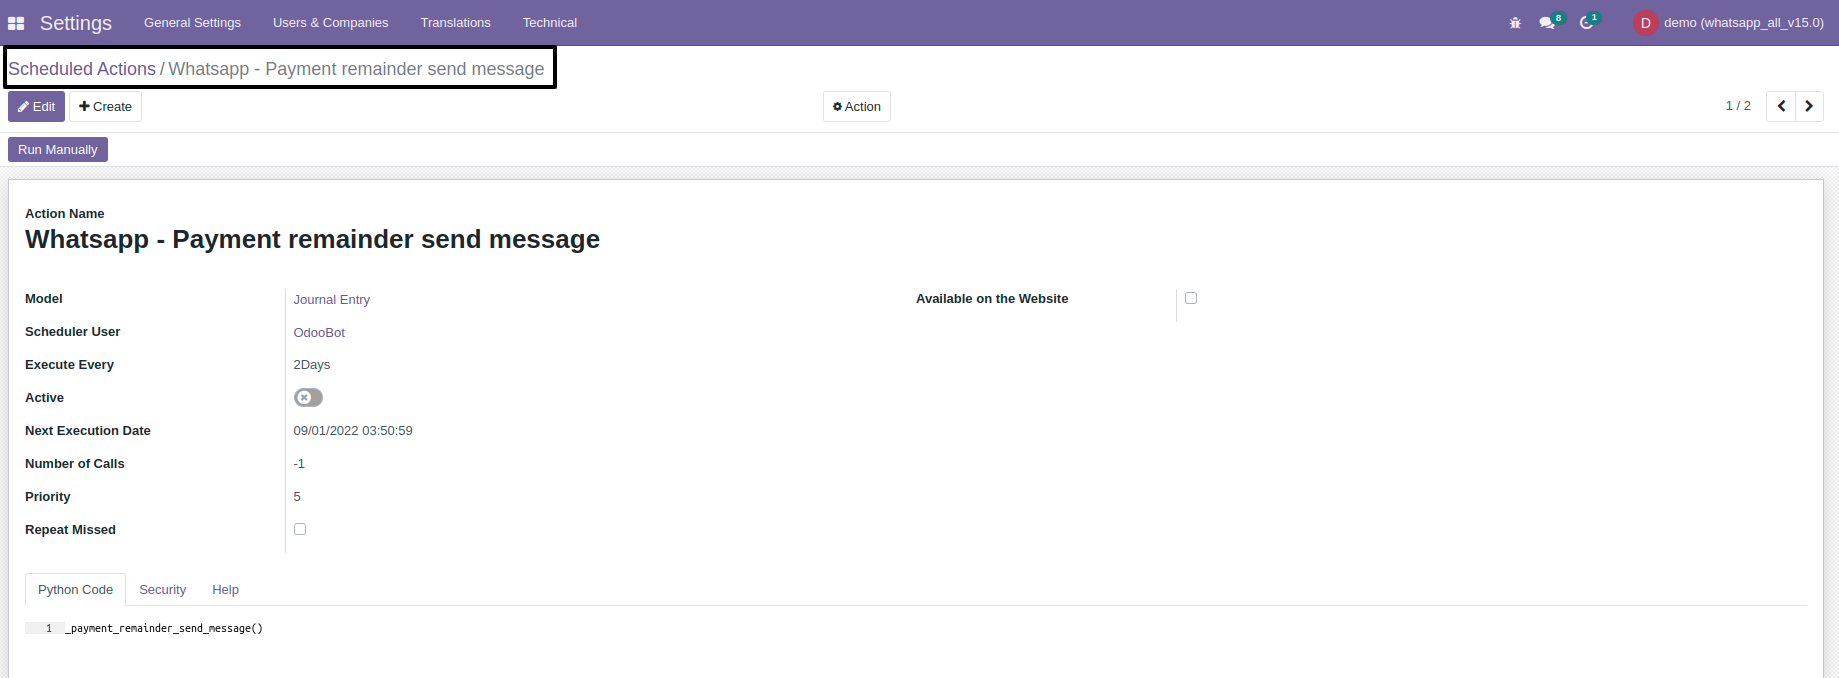 Settings General Settings Users & Companies Translations Technical 8 1 D demo (whatsapp_all_v15.0)
Scheduled Actions / Whatsapp - Payment remainder send message
Edit Create Action 1 / 2
Run Manually
Action Name
Whatsapp - Payment remainder send message
Model Journal Entry Available on the Website
Scheduler User OdooBot
Execute Every 2Days
Active
Next Execution Date 09/01/2022 03:50:59
Number of Calls -1
Priority 5
Repeat Missed
Python Code Security Help
1 _payment_remainder_send_message()